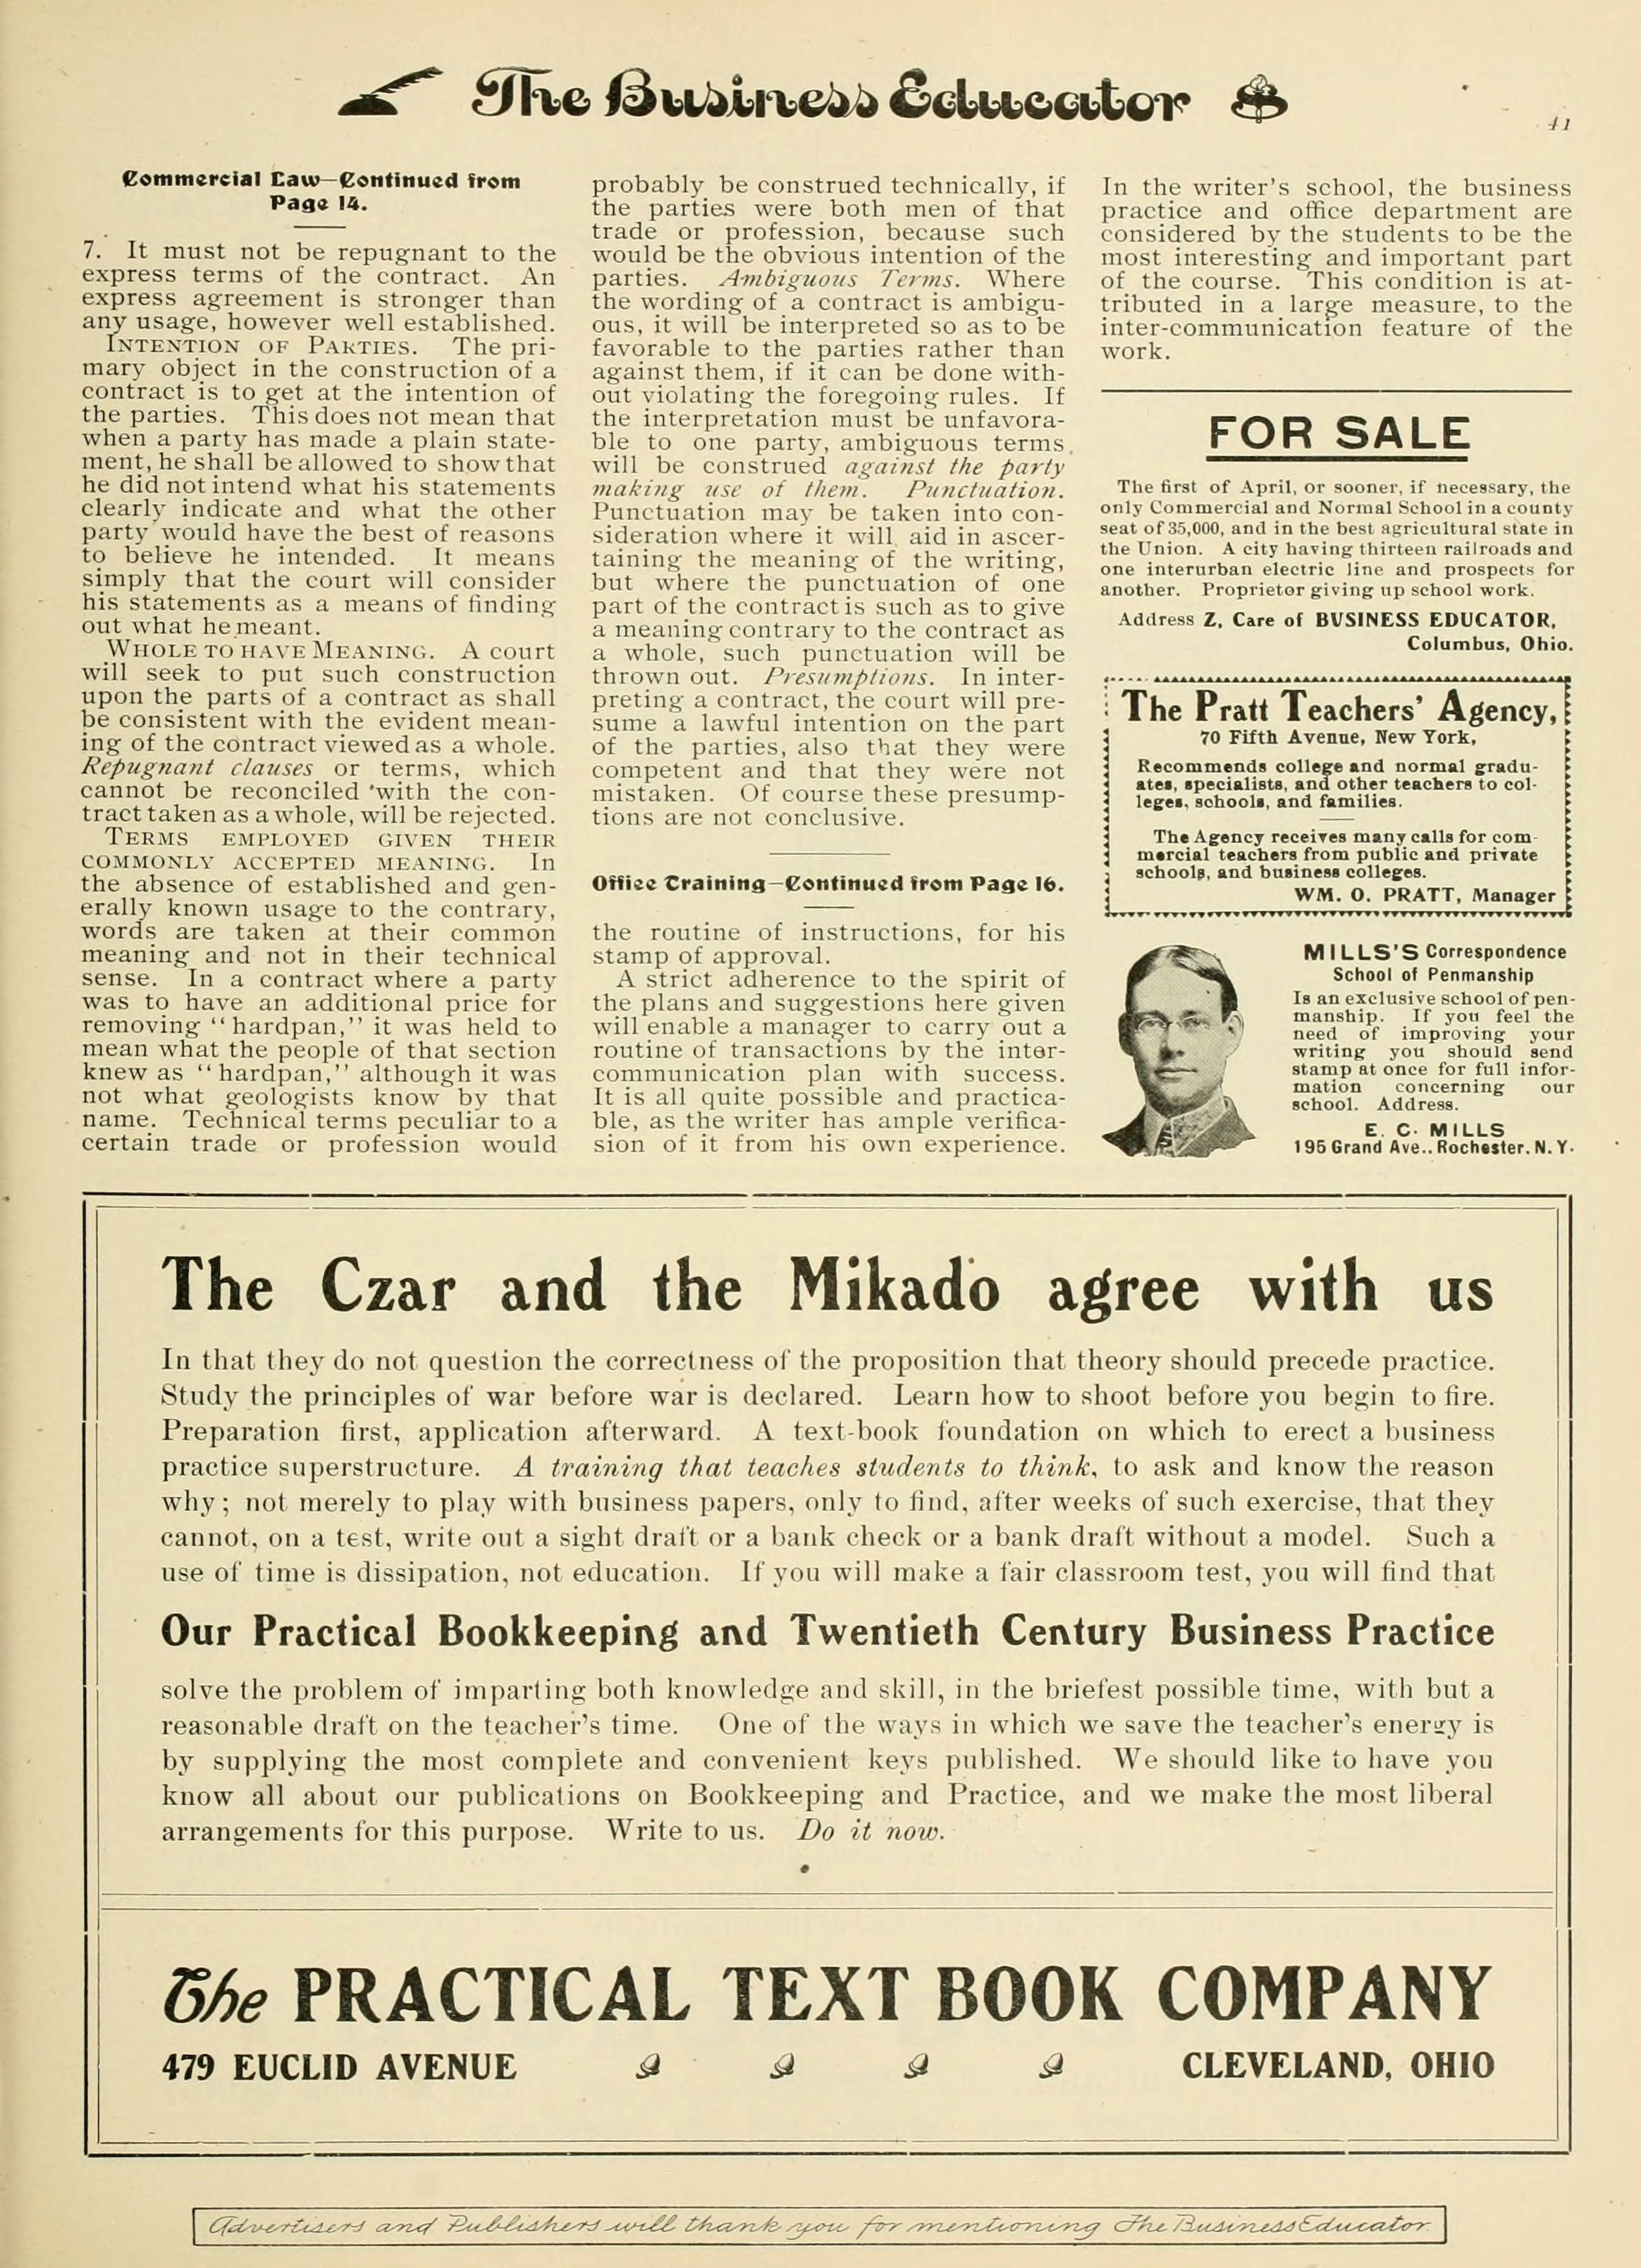 The Business Educator
41
Commercial Law—Continued from
Page 14.
7. It must not be repugnant to the
express terms of the contract. An
express agreement is stronger than
any usage, however well established.
INTENTION OF PARTIES. The pri-
mary object in the construction of a
contract is to get at the intention of
the parties. This does not mean that
when a party has made a plain state-
ment, he shall be allowed to show that
he did not intend what his statements
clearly indicate and what the other
party would have the best of reasons
to believe he intended. It means
simply that the court will consider
his statements as a means of finding
out what he meant.
WHOLE TO HAVE MEANING. A court
will seek to put such construction
upon the parts of a contract as shall
be consistent with the evident mean-
ing of the contract viewed as a whole.
Repugnant clauses or terms, which
cannot be reconciled with the con-
tract taken as a whole, will be rejected.
TERMS EMPLOYED GIVEN THEIR
COMMONLY ACCEPTED MEANING. In
the absence of established and gen-
erally known usage to the contrary,
words are taken at their common
meaning and not in their technical
sense. In a contract where a party
was to have an additional price for
removing "hardpan," it was held to
mean what the people of that section
knew as "hardpan," although it was
not what geologists know by that
name. Technical terms peculiar to a
certain trade or profession would
probably be construed technically, if
the parties were both men of that
trade or profession, because such
would be the obvious intention of the
parties. Ambiguous Terms. Where
the wording of a contract is ambigu-
ous, it will be interpreted so as to be
favorable to the parties rather than
against them, if it can be done with-
out violating the foregoing rules. If
the interpretation must be unfavora-
ble to one party, ambiguous terms
will be construed against the party
making use of them. Punctuation.
Punctuation may be taken into con-
sideration where it will aid in ascer-
taining the meaning of the writing,
but where the punctuation of one
part of the contract is such as to give
a meaning contrary to the contract as
a whole, such punctuation will be
thrown out. Presumptions. In inter-
preting a contract, the court will pre-
sume a lawful intention on the part
of the parties, also that they were
competent and that they were not
mistaken. Of course these presump-
tions are not conclusive.
Office Training—Continued from Page 16.
the routine of instructions, for his
stamp of approval.
A strict adherence to the spirit of
the plans and suggestions here given
will enable a manager to carry out a
routine of transactions by the inter-
communication plan with success.
It is all quite possible and practica-
ble, as the writer has ample verifica-
sion of it from his own experience.
In the writer's school, the business
practice and office department are
considered by the students to be the
most interesting and important part
of the course. This condition is at-
tributed in a large measure, to the
inter-communication feature of the
work.
FOR SALE
The first of April, or sooner, if necessary, the
only Commercial and Normal School in a county
seat of 35,000, and in the best agricultural state in
the Union. A city having thirteen railroads and
one interurban electric line and prospects for
another. Proprietor giving up school work.
Address Z, Care of BUSINESS EDUCATOR,
Columbus, Ohio.
The Pratt Teachers' Agency,
70 Fifth Avenue, New York,
Recommends college and normal gradu-
ates, specialists, and other teachers to col-
leges, schools, and families.
The Agency receives many calls for com-
mercial teachers from public and private
schools, and business colleges.
WM. O. PRATT, Manager
MILLS'S Correspondence
School of Penmanship
Is an exclusive school of pen-
manship. If you feel the
need of improving your
writing you should send
stamp at once for full infor-
mation concerning our
school. Address.
E. C. MILLS
195 Grand Ave.. Rochester. N. Y.
The Czar and the Mikado agree with us
In that they do not question the correctness of the proposition that theory should precede practice.
Study the principles of war before war is declared. Learn how to shoot before you begin to fire.
Preparation first, application afterward. A text-book foundation on which to erect a business
practice superstructure. A training that teaches students to think, to ask and know the reason
why; not merely to play with business papers, only to find, after weeks of such exercise, that they
cannot, on a test, write out a sight draft or a bank check or a bank draft without a model. Such a
use of time is dissipation, not education. If you will make a fair classroom test, you will find that
Our Practical Bookkeeping and Twentieth Century Business Practice
solve the problem of imparting both knowledge and skill, in the briefest possible time, with but a
reasonable draft on the teacher's time. One of the ways in which we save the teacher's energy is
by supplying the most complete and convenient keys published. We should like to have you
know all about our publications on Bookkeeping and Practice, and we make the most liberal
arrangements for this purpose. Write to us. Do it now.
The PRACTICAL TEXT BOOK COMPANY
479 EUCLID AVENUE CLEVELAND, OHIO
Advertisers and Publishers will thank you for mentioning The Business Educator.